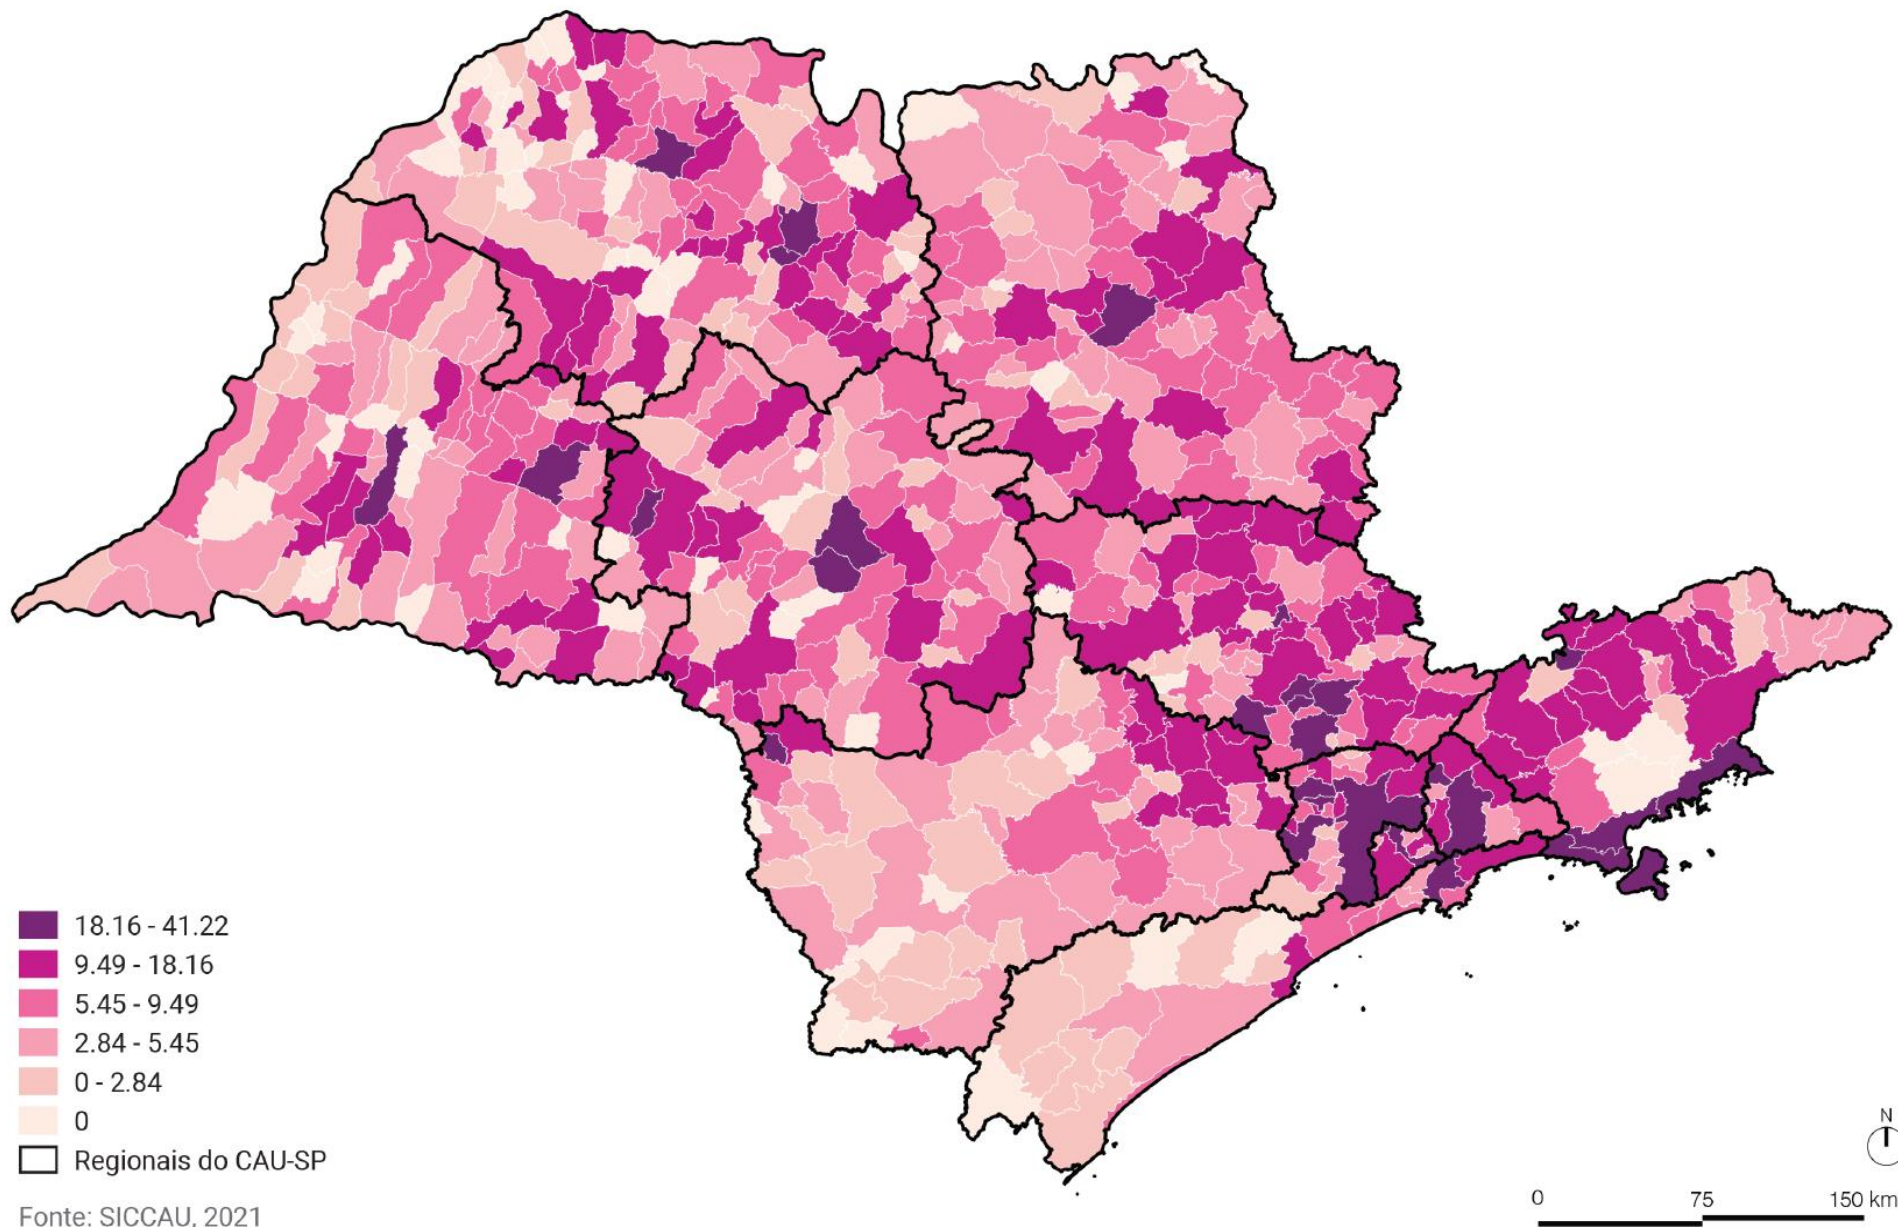 18.16 - 41.22
9.49 - 18.16
5.45 - 9.49
2.84 - 5.45
0 - 2.84
0
Regionais do CAU-SP
Fonte: SICCAU, 2021
N
0 75 150 km